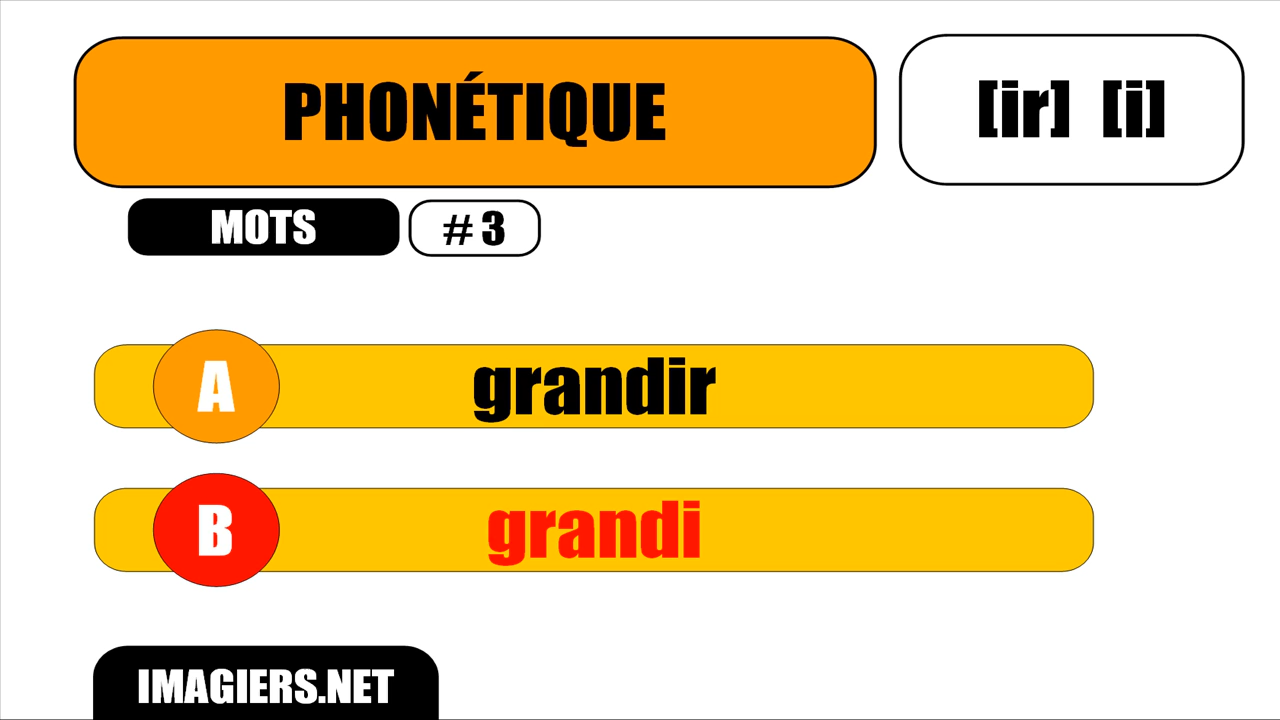 PHONÉTIQUE
[ir] [i]
MOTS
# 3
A grandir
B grandi
IMAGIERS.NET